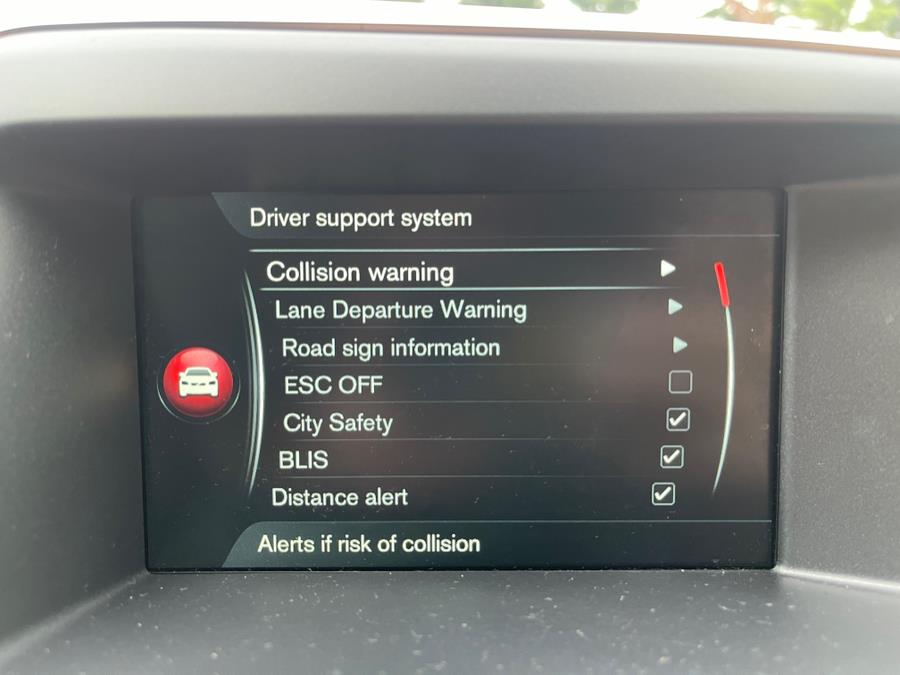 Driver support system
Collision warning
Lane Departure Warning
Road sign information
ESC OFF
City Safety
BLIS
Distance alert
Alerts if risk of collision